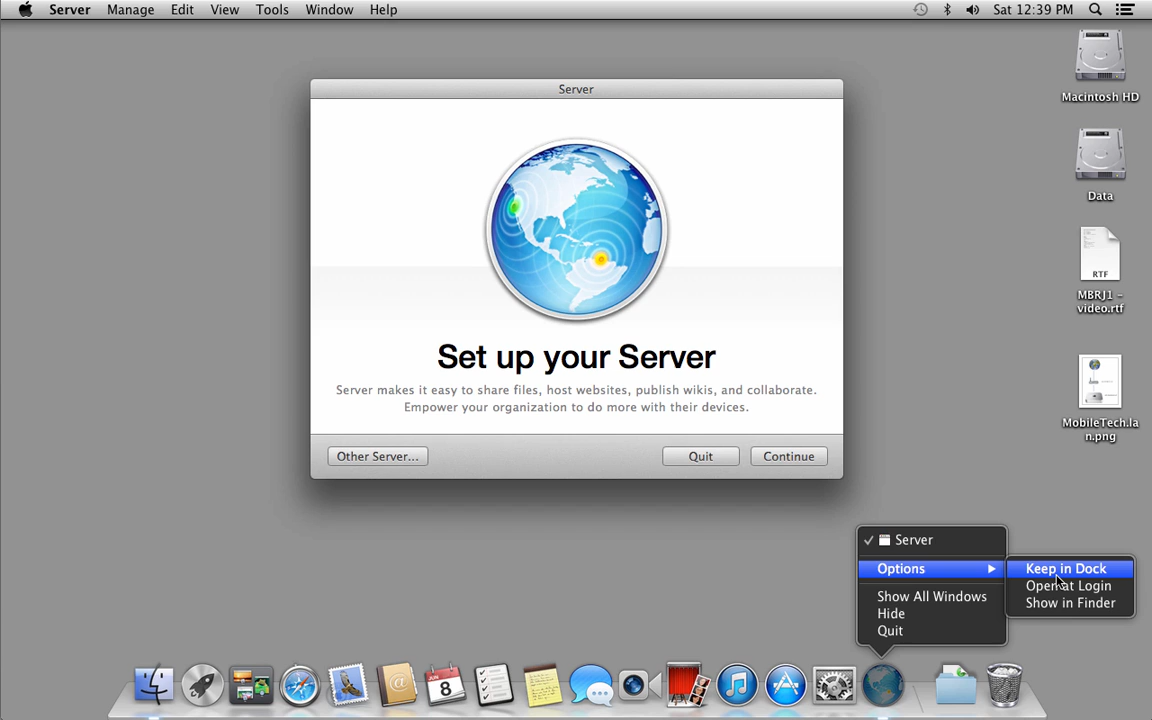 Server Manage Edit View Tools Window Help Sat 12:39 PM
Server
Set up your Server
Server makes it easy to share files, host websites, publish wikis, and collaborate.
Empower your organization to do more with their devices.
Other Server... Quit Continue
Macintosh HD
Data
RTF
MBRJ1 –
video.rtf
MobileTech.la
n.png
✓ Server
Options
Show All Windows
Hide
Quit
Keep in Dock
Open at Login
Show in Finder
JUN
8